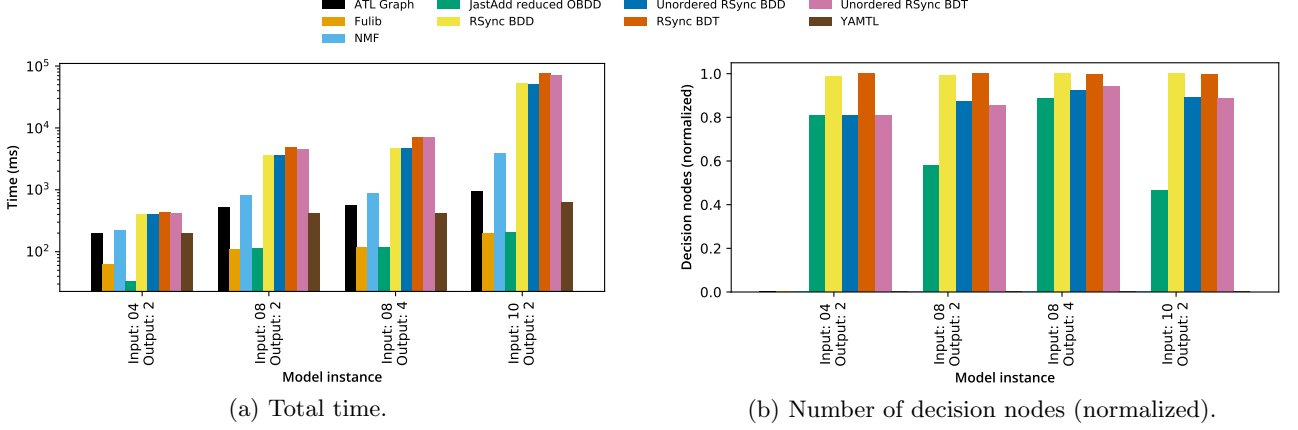 ATL Graph
Fulib
NMF
JastAdd reduced OBDD
RSync BDD
Unordered RSync BDD
RSync BDT
Unordered RSync BDT
YAMTL
Time (ms)
10^5
10^4
10^3
10^2
Input: 04
Output: 2
Input: 08
Output: 2
Input: 08
Output: 4
Input: 10
Output: 2
Model instance
(a) Total time.
Decision nodes (normalized)
1.0
0.8
0.6
0.4
0.2
0.0
Input: 04
Output: 2
Input: 08
Output: 2
Input: 08
Output: 4
Input: 10
Output: 2
Model instance
(b) Number of decision nodes (normalized).